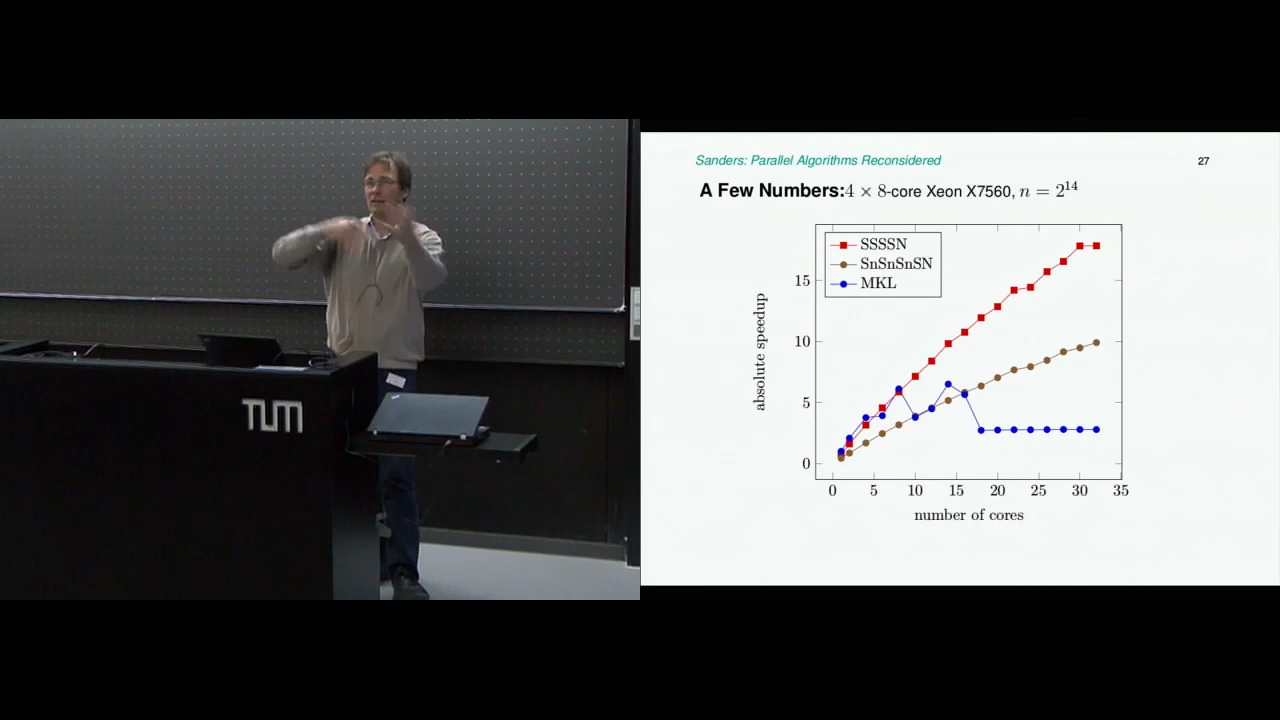 TUM
Sanders: Parallel Algorithms Reconsidered
27
A Few Numbers:4 × 8-core Xeon X7560, n = 2^14
SSSSN
SnSnSnSN
MKL
absolute speedup
15
10
5
0
0 5 10 15 20 25 30 35
number of cores